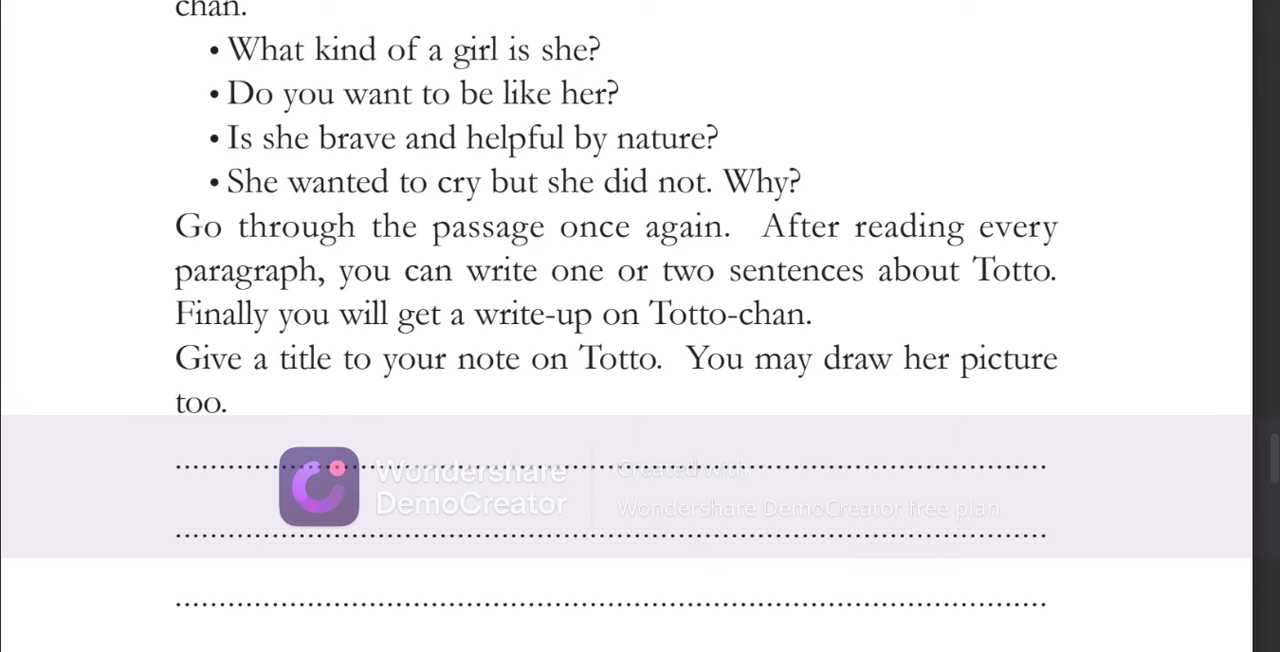 chan.
• What kind of a girl is she?
• Do you want to be like her?
• Is she brave and helpful by nature?
• She wanted to cry but she did not. Why?
Go through the passage once again. After reading every
paragraph, you can write one or two sentences about Totto.
Finally you will get a write-up on Totto-chan.
Give a title to your note on Totto. You may draw her picture
too.
Wondershare
DemoCreator
Created with
Wondershare DemoCreator free plan